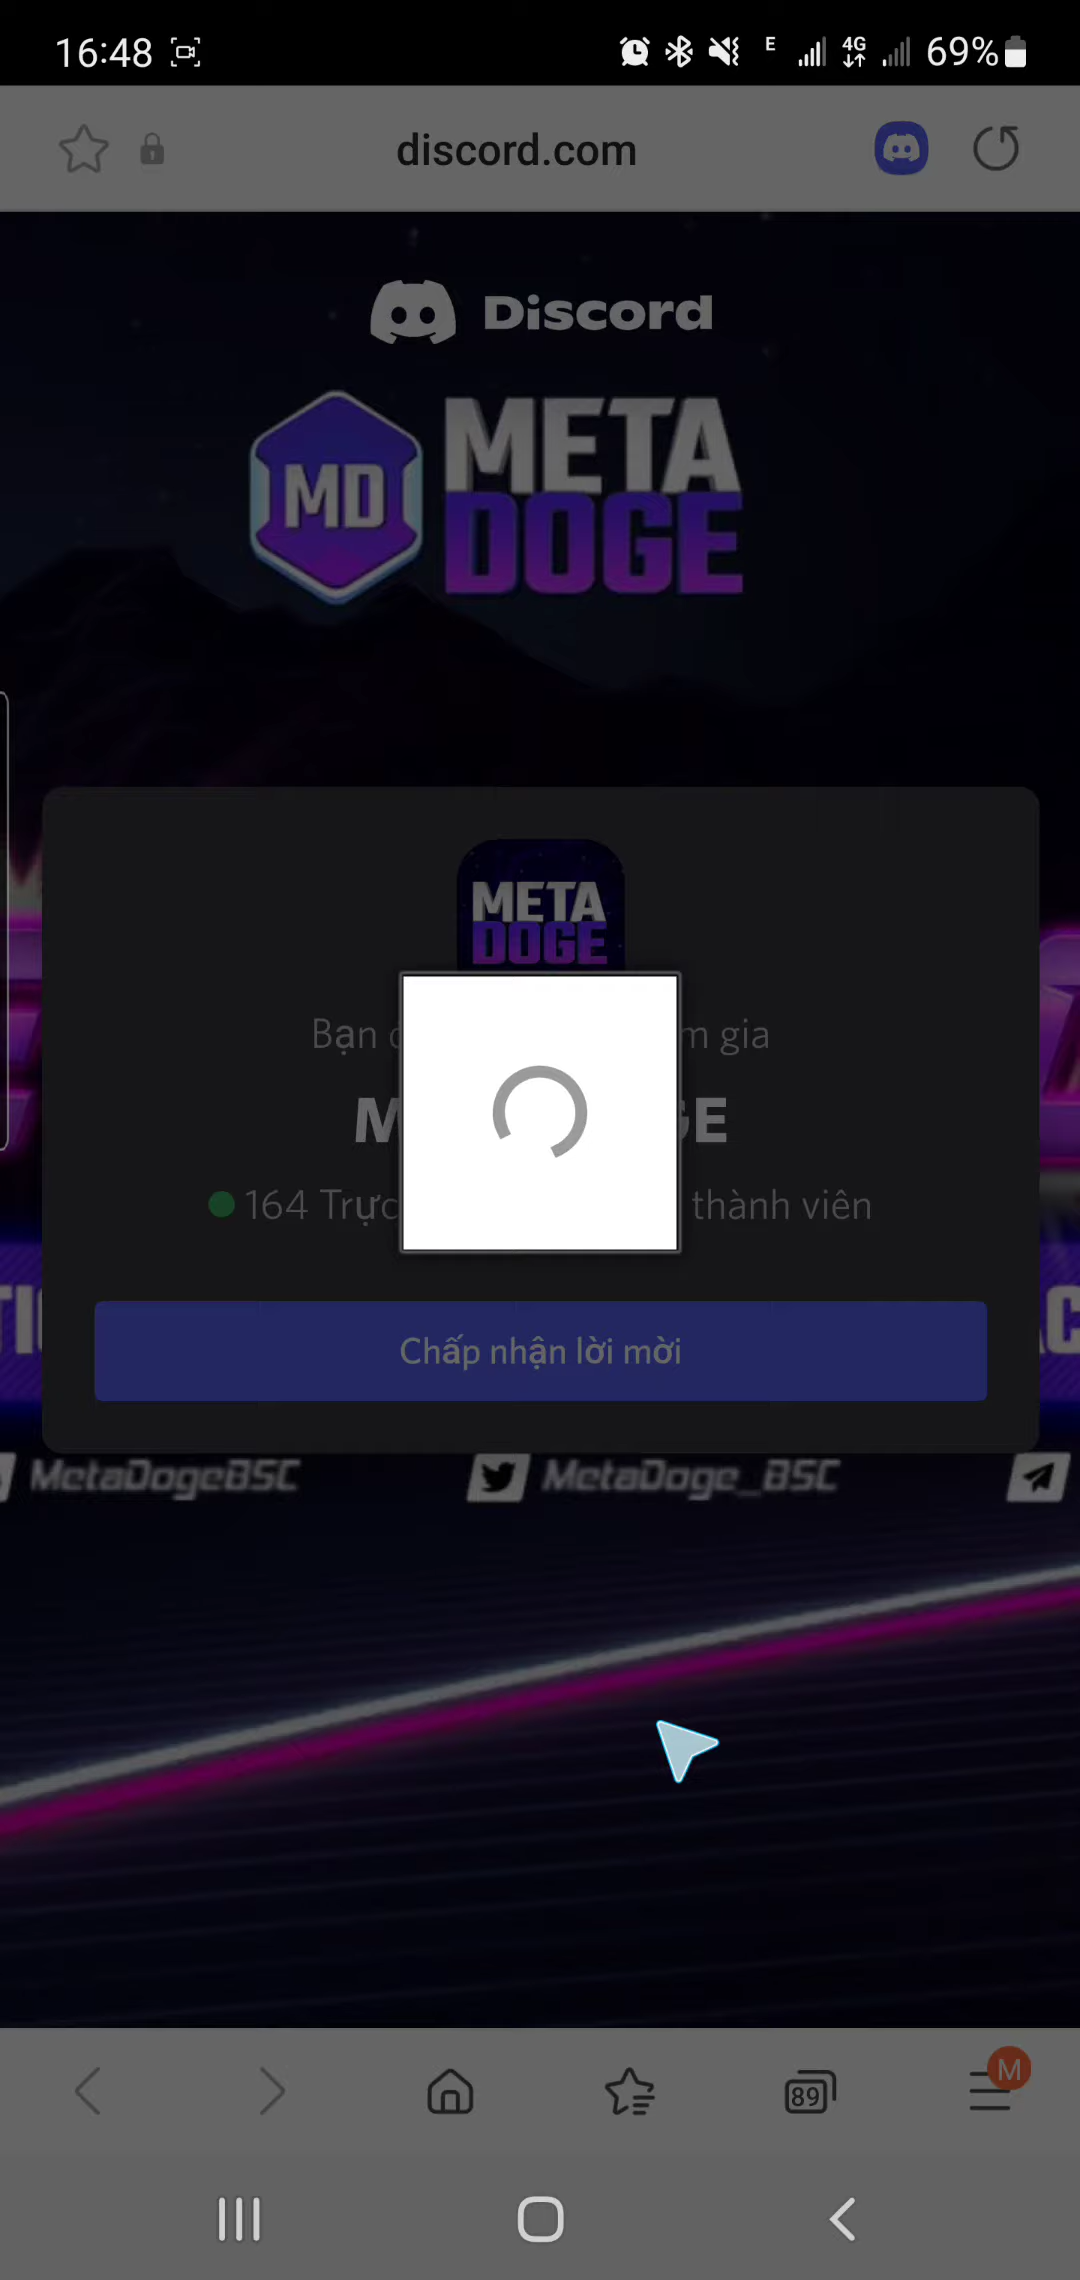 16:48
E
4G
69%
discord.com
Discord
MD
META
DOGE
META
DOGE
Bạn
gia
164
thành viên
Chấp nhận lời mời
MetaDogeBSC
MetaDoge_BSC
89
M